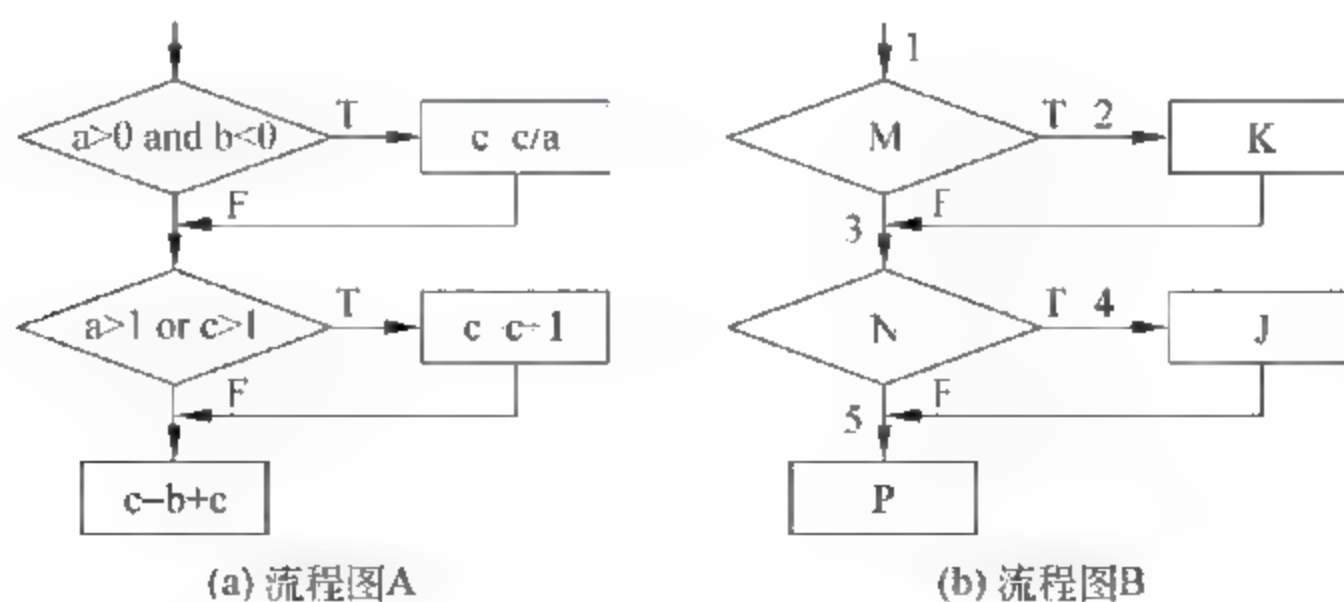 a>0 and b<0
T
c c/a
F
a>1 or c>1
T
c c+1
F
c=b+c
(a) 流程图A
1
M
T 2
K
F
3
N
T 4
J
F
5
P
(b) 流程图B